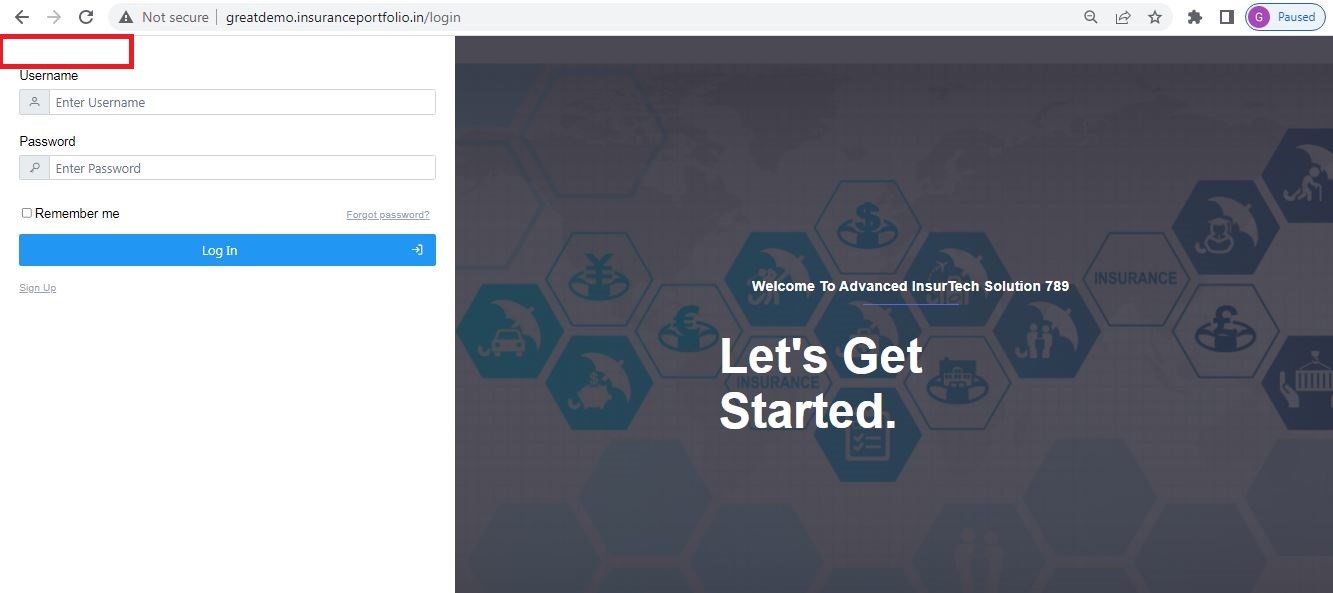 Not secure
greatdemo.insuranceportfolio.in/login
G Paused
Username
Enter Username
Password
Enter Password
Remember me
Forgot password?
Log In
Sign Up
INSURANCE
Welcome To Advanced InsurTech Solution 789
Let's Get
INSURANCE
Started.